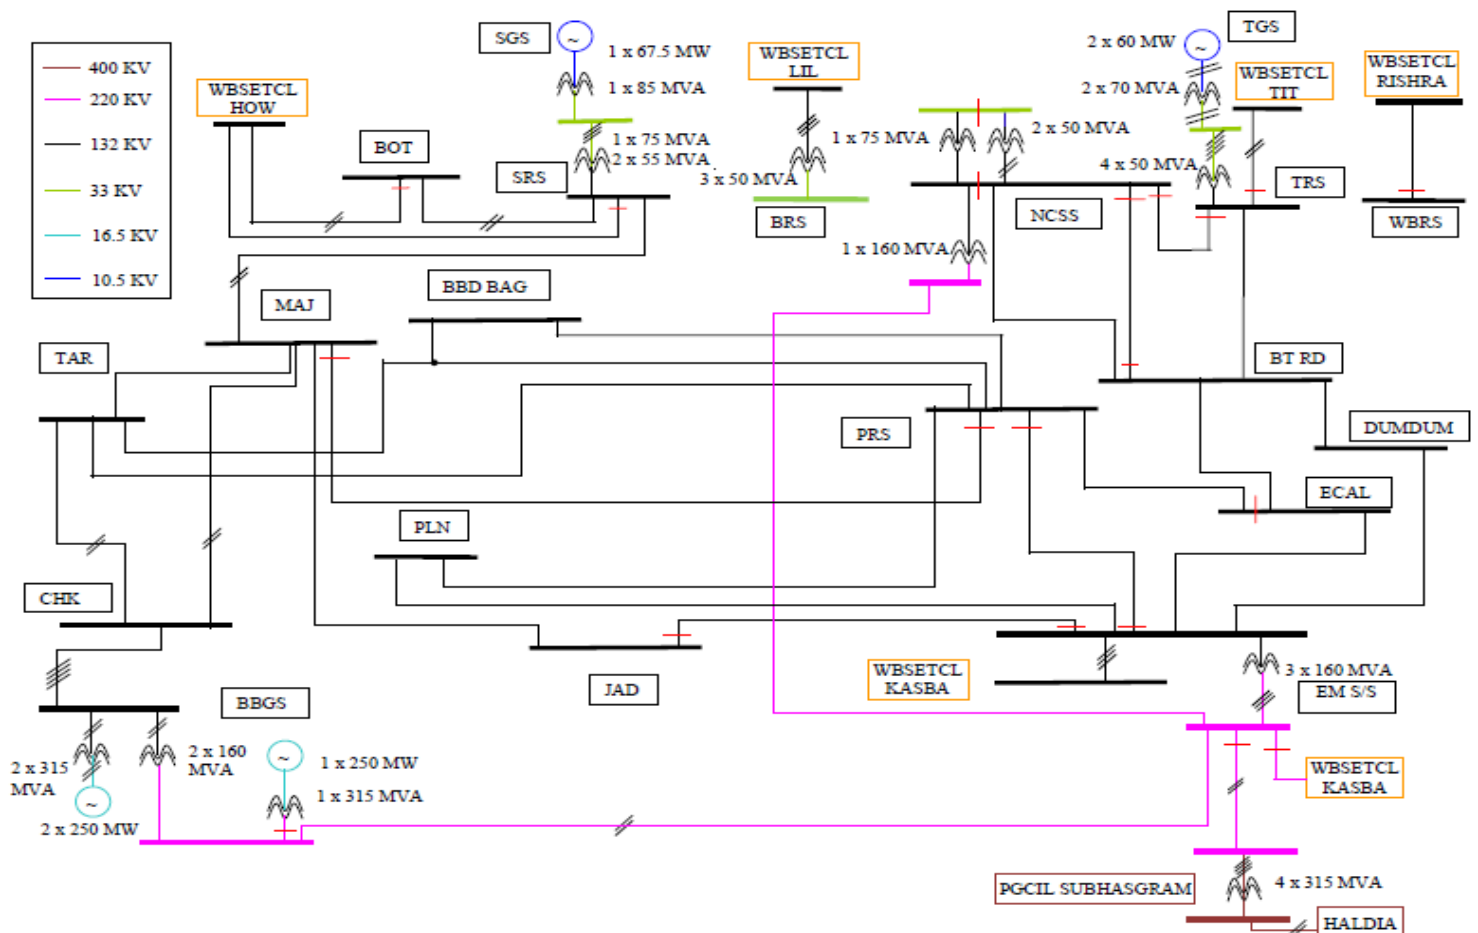 400 KV
220 KV
132 KV
33 KV
16.5 KV
10.5 KV
WBSETCL
HOW
BOT
SGS
~
1 x 67.5 MW
1 x 85 MVA
1 x 75 MVA
2 x 55 MVA
SRS
WBSETCL
LIL
3 x 50 MVA
BRS
1 x 75 MVA
2 x 50 MVA
NCSS
1 x 160 MVA
2 x 60 MW
~
TGS
2 x 70 MVA
WBSETCL
TIT
4 x 50 MVA
TRS
WBSETCL
RISHRA
WBRS
MAJ
BBD BAG
TAR
BT RD
PRS
DUMDUM
ECAL
PLN
CHK
JAD
WBSETCL
KASBA
3 x 160 MVA
EM S/S
BBGS
2 x 315
MVA
2 x 160
MVA
~
2 x 250 MW
~
1 x 250 MW
1 x 315 MVA
WBSETCL
KASBA
PGCIL SUBHASGRAM
4 x 315 MVA
HALDIA